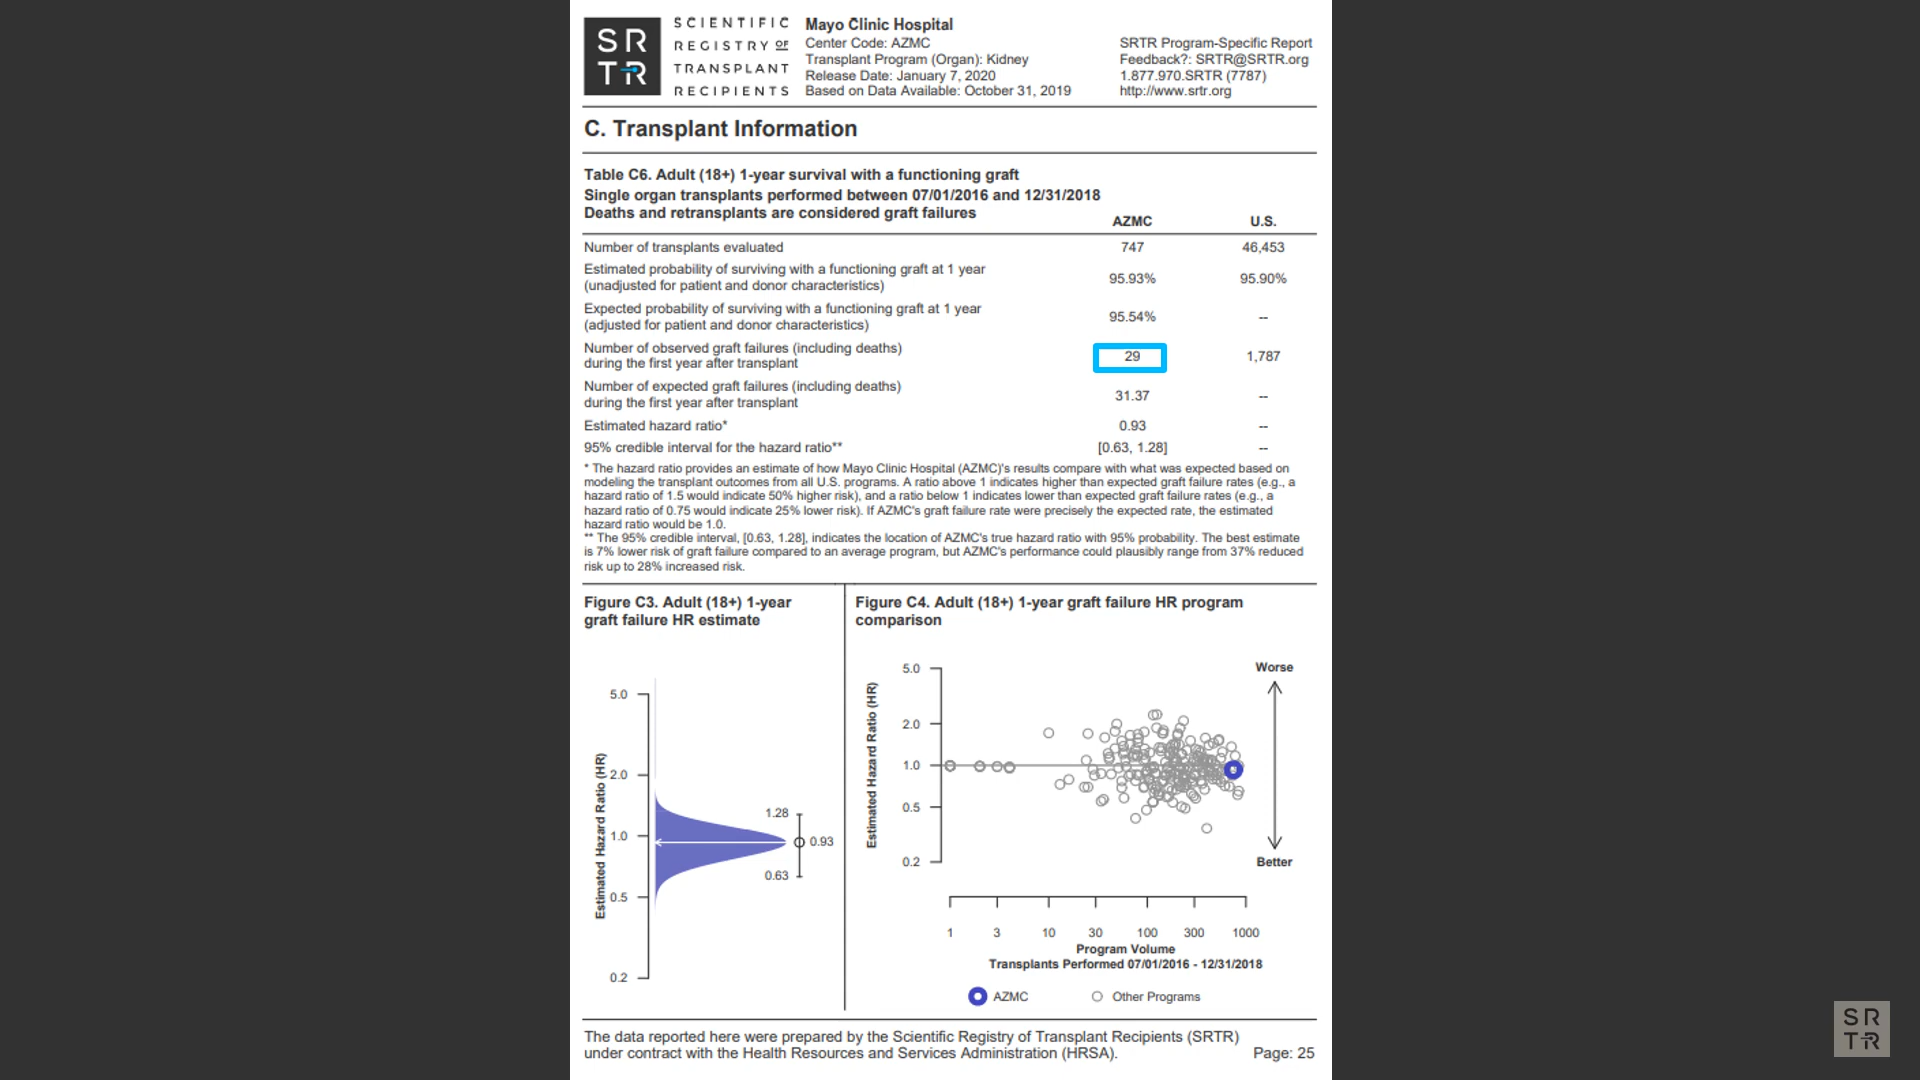 SR
TR
SCIENTIFIC
REGISTRY OF
TRANSPLANT
RECIPIENTS
Mayo Clinic Hospital
Center Code: AZMC
Transplant Program (Organ): Kidney
Release Date: January 7, 2020
Based on Data Available: October 31, 2019
SRTR Program-Specific Report
Feedback?: SRTR@SRTR.org
1.877.970.SRTR (7787)
http://www.srtr.org
C. Transplant Information
Table C6. Adult (18+) 1-year survival with a functioning graft
Single organ transplants performed between 07/01/2016 and 12/31/2018
Deaths and retransplants are considered graft failures
AZMC U.S.
Number of transplants evaluated 747 46,453
Estimated probability of surviving with a functioning graft at 1 year
(unadjusted for patient and donor characteristics) 95.93% 95.90%
Expected probability of surviving with a functioning graft at 1 year
(adjusted for patient and donor characteristics) 95.54% --
Number of observed graft failures (including deaths)
during the first year after transplant 29 1,787
Number of expected graft failures (including deaths)
during the first year after transplant 31.37 --
Estimated hazard ratio* 0.93 --
95% credible interval for the hazard ratio** [0.63, 1.28] --
* The hazard ratio provides an estimate of how Mayo Clinic Hospital (AZMC)'s results compare with what was expected based on
modeling the transplant outcomes from all U.S. programs. A ratio above 1 indicates higher than expected graft failure rates (e.g., a
hazard ratio of 1.5 would indicate 50% higher risk), and a ratio below 1 indicates lower than expected graft failure rates (e.g., a
hazard ratio of 0.75 would indicate 25% lower risk). If AZMC's graft failure rate were precisely the expected rate, the estimated
hazard ratio would be 1.0.
** The 95% credible interval, [0.63, 1.28], indicates the location of AZMC's true hazard ratio with 95% probability. The best estimate
is 7% lower risk of graft failure compared to an average program, but AZMC's performance could plausibly range from 37% reduced
risk up to 28% increased risk.
Figure C3. Adult (18+) 1-year
graft failure HR estimate
Estimated Hazard Ratio (HR)
5.0
2.0
1.0
0.5
0.2
1.28
0.93
0.63
Figure C4. Adult (18+) 1-year graft failure HR program
comparison
Estimated Hazard Ratio (HR)
5.0
2.0
1.0
0.5
0.2
Worse
Better
1 3 10 30 100 300 1000
Program Volume
Transplants Performed 07/01/2016 - 12/31/2018
AZMC Other Programs
The data reported here were prepared by the Scientific Registry of Transplant Recipients (SRTR)
under contract with the Health Resources and Services Administration (HRSA). Page: 25
SR
TR